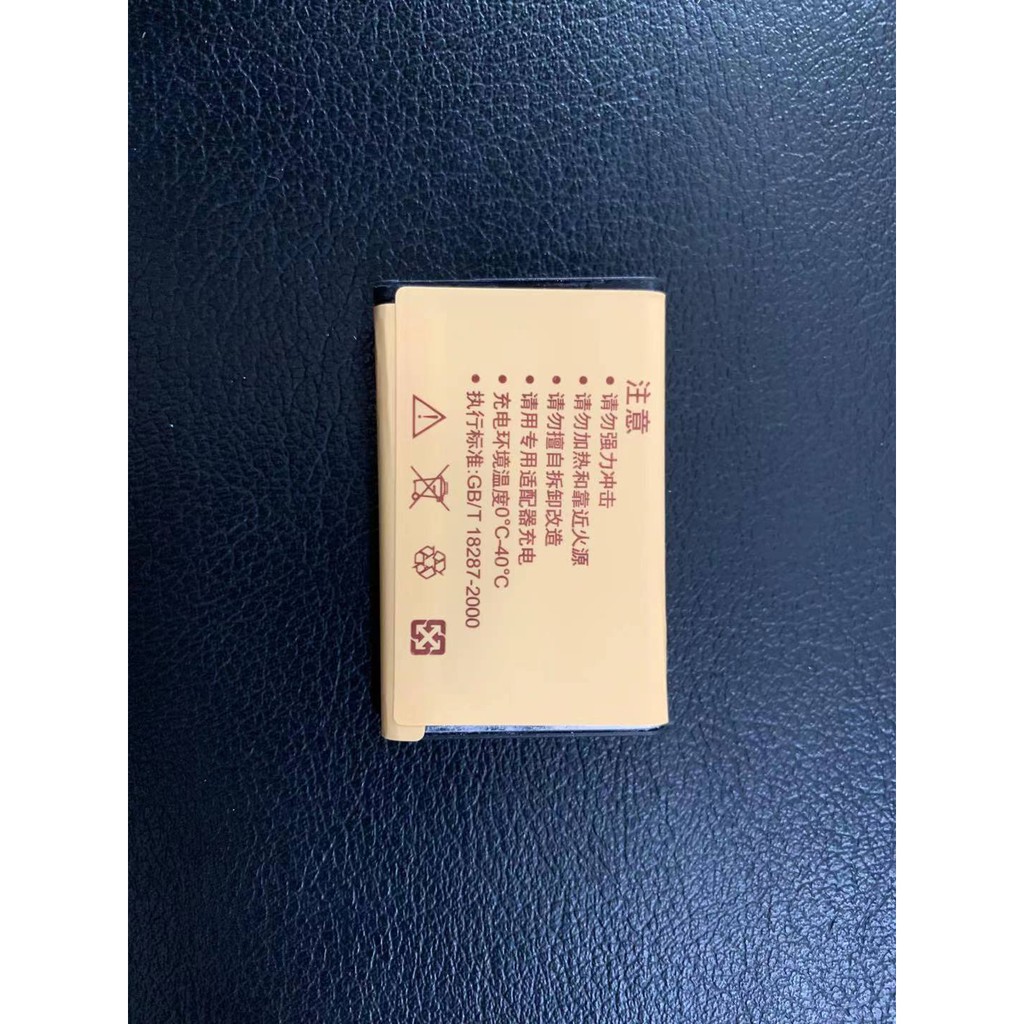 注意
• 请勿强力冲击
• 请勿加热和靠近火源
• 请勿擅自拆卸改造
• 请用专用适配器充电
• 充电环境温度0°C-40°C
• 执行标准:GB/T 18287-2000